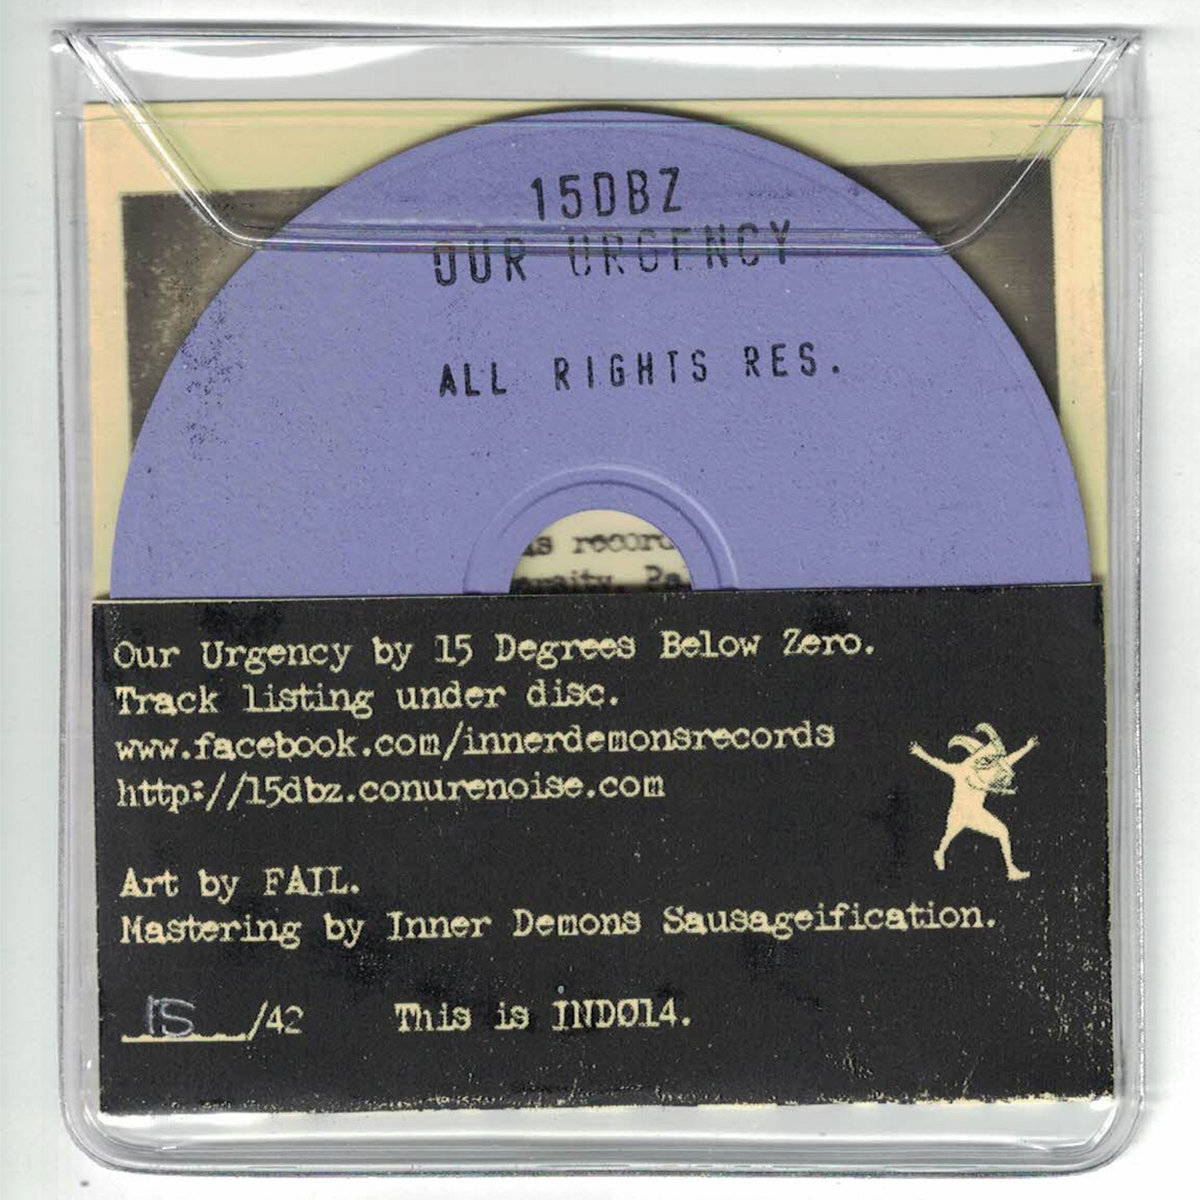 15DBZ
OUR URGENCY
ALL RIGHTS RES.
Our Urgency by 15 Degrees Below Zero.
Track listing under disc.
www.facebook.com/innerdemonsrecords
http://15dbz.conurenoise.com
Art by FAIL.
Mastering by Inner Demons Sausageification.
15/42 This is INDØ14.